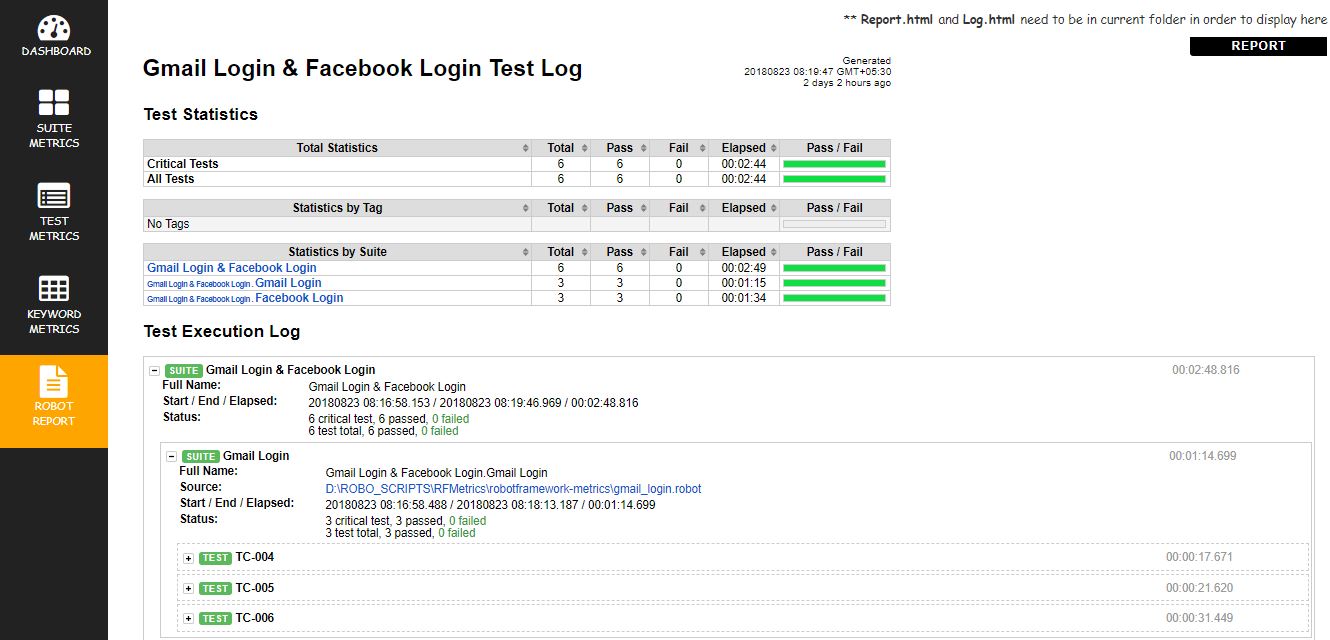 DASHBOARD
SUITE
METRICS
TEST
METRICS
KEYWORD
METRICS
ROBOT
REPORT
** Report.html and Log.html need to be in current folder in order to display here
REPORT
Gmail Login & Facebook Login Test Log
Generated
20180823 08:19:47 GMT+05:30
2 days 2 hours ago
Test Statistics
Total Statistics Total Pass Fail Elapsed Pass / Fail
Critical Tests 6 6 0 00:02:44
All Tests 6 6 0 00:02:44
Statistics by Tag Total Pass Fail Elapsed Pass / Fail
No Tags
Statistics by Suite Total Pass Fail Elapsed Pass / Fail
Gmail Login & Facebook Login 6 6 0 00:02:49
Gmail Login & Facebook Login . Gmail Login 3 3 0 00:01:15
Gmail Login & Facebook Login . Facebook Login 3 3 0 00:01:34
Test Execution Log
SUITE Gmail Login & Facebook Login 00:02:48.816
Full Name: Gmail Login & Facebook Login
Start / End / Elapsed: 20180823 08:16:58.153 / 20180823 08:19:46.969 / 00:02:48.816
Status: 6 critical test, 6 passed, 0 failed
6 test total, 6 passed, 0 failed
SUITE Gmail Login 00:01:14.699
Full Name: Gmail Login & Facebook Login.Gmail Login
Source: D:\ROBO_SCRIPTS\RFMetrics\robotframework-metrics\gmail_login.robot
Start / End / Elapsed: 20180823 08:16:58.488 / 20180823 08:18:13.187 / 00:01:14.699
Status: 3 critical test, 3 passed, 0 failed
3 test total, 3 passed, 0 failed
TEST TC-004 00:00:17.671
TEST TC-005 00:00:21.620
TEST TC-006 00:00:31.449